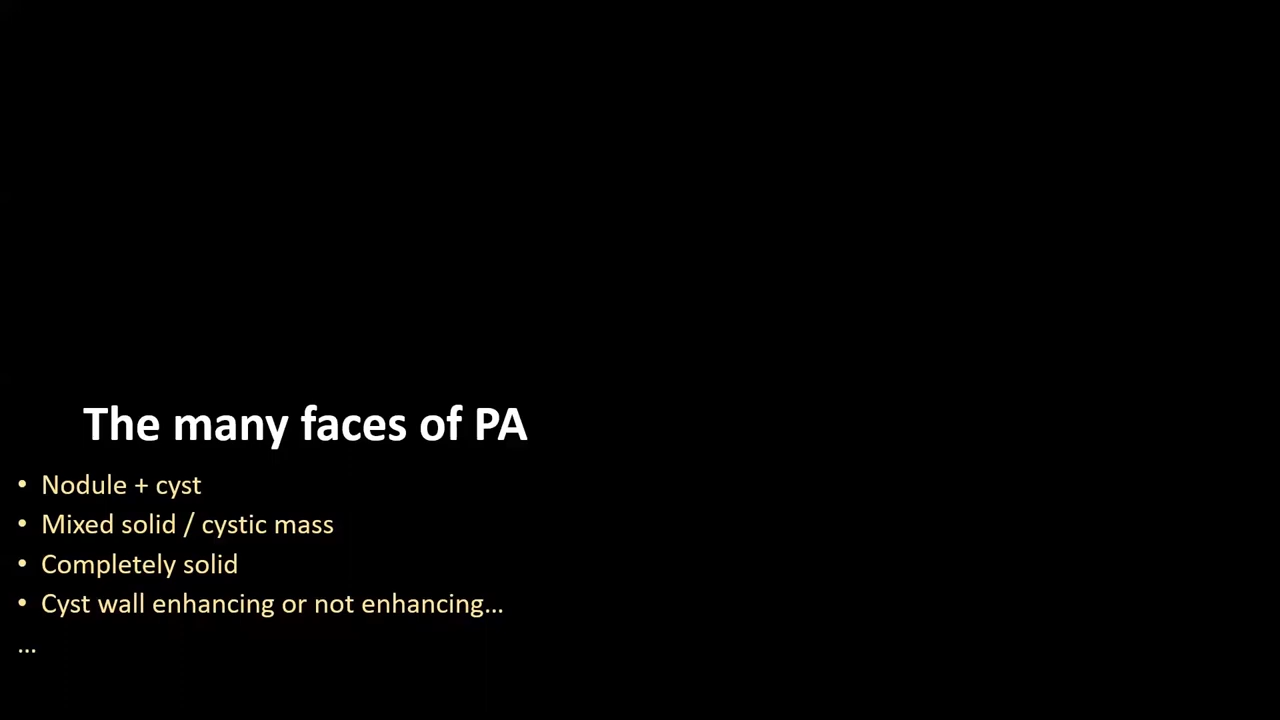 The many faces of PA
• Nodule + cyst
• Mixed solid / cystic mass
• Completely solid
• Cyst wall enhancing or not enhancing...
...